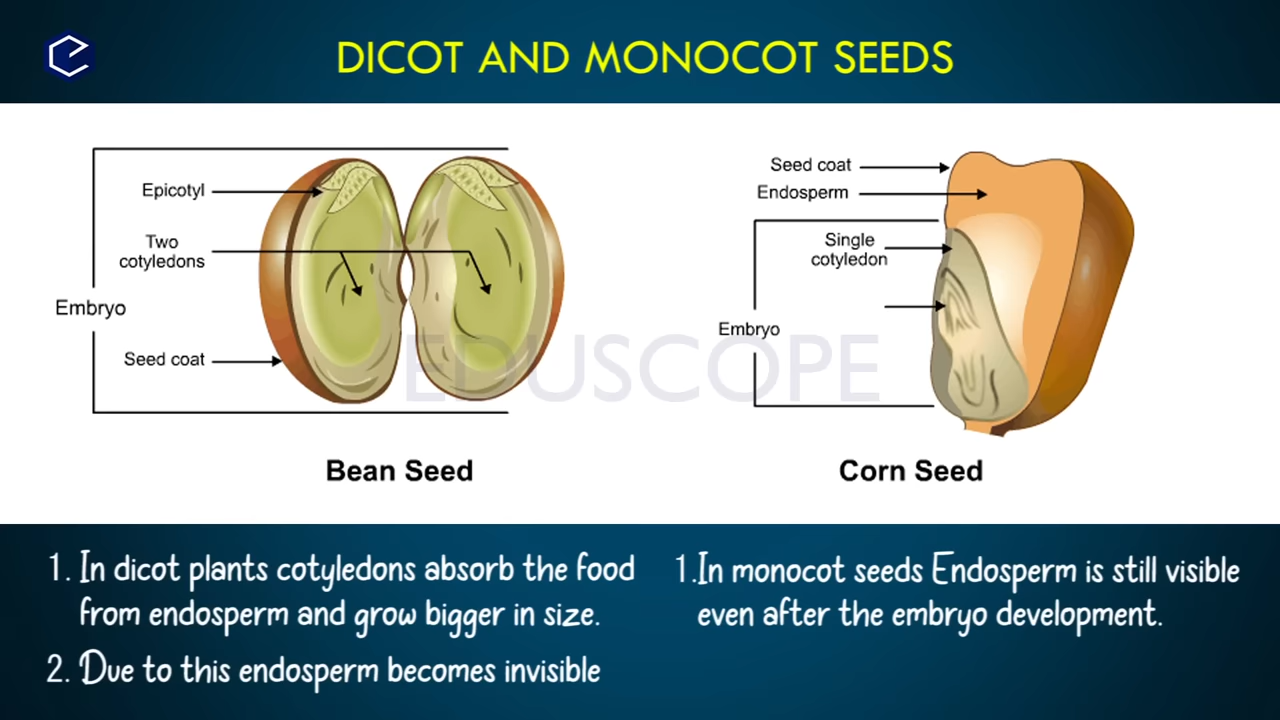 DICOT AND MONOCOT SEEDS
Epicotyl
Two
cotyledons
Embryo
Seed coat
Bean Seed
Seed coat
Endosperm
Single
cotyledon
Embryo
Corn Seed
EDUSCOPE
1. In dicot plants cotyledons absorb the food
from endosperm and grow bigger in size.
2. Due to this endosperm becomes invisible
1.In monocot seeds Endosperm is still visible
even after the embryo development.